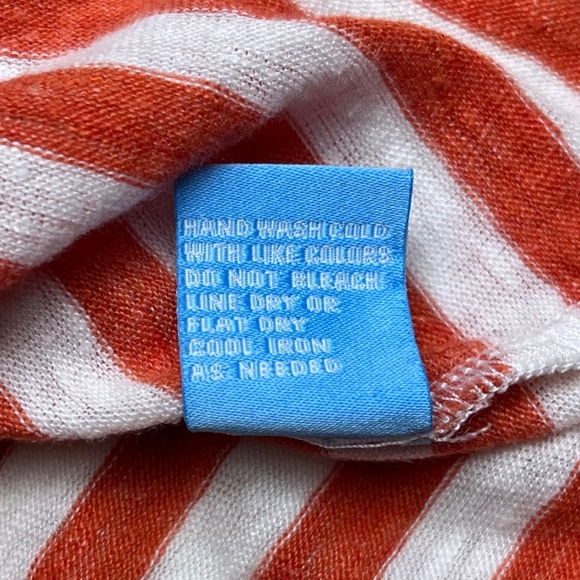 HAND WASH COLD
WITH LIKE COLORS
DO NOT BLEACH
LINE DRY OR
FLAT DRY
COOL IRON
AS NEEDED